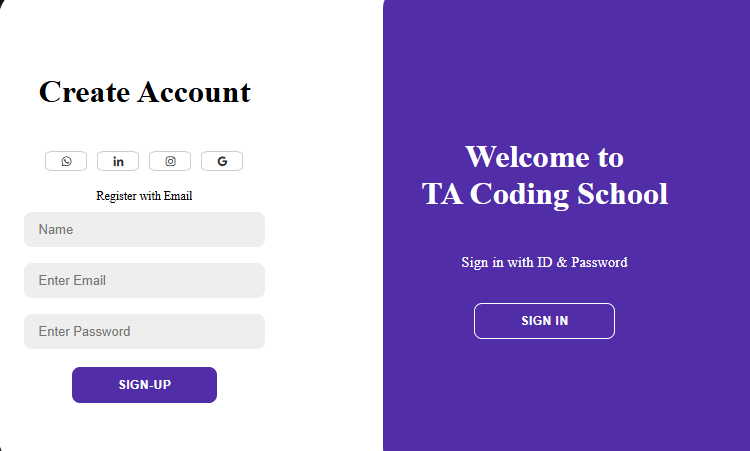 Create Account
Register with Email
Name
Enter Email
Enter Password
SIGN-UP
Welcome to
TA Coding School
Sign in with ID & Password
SIGN IN